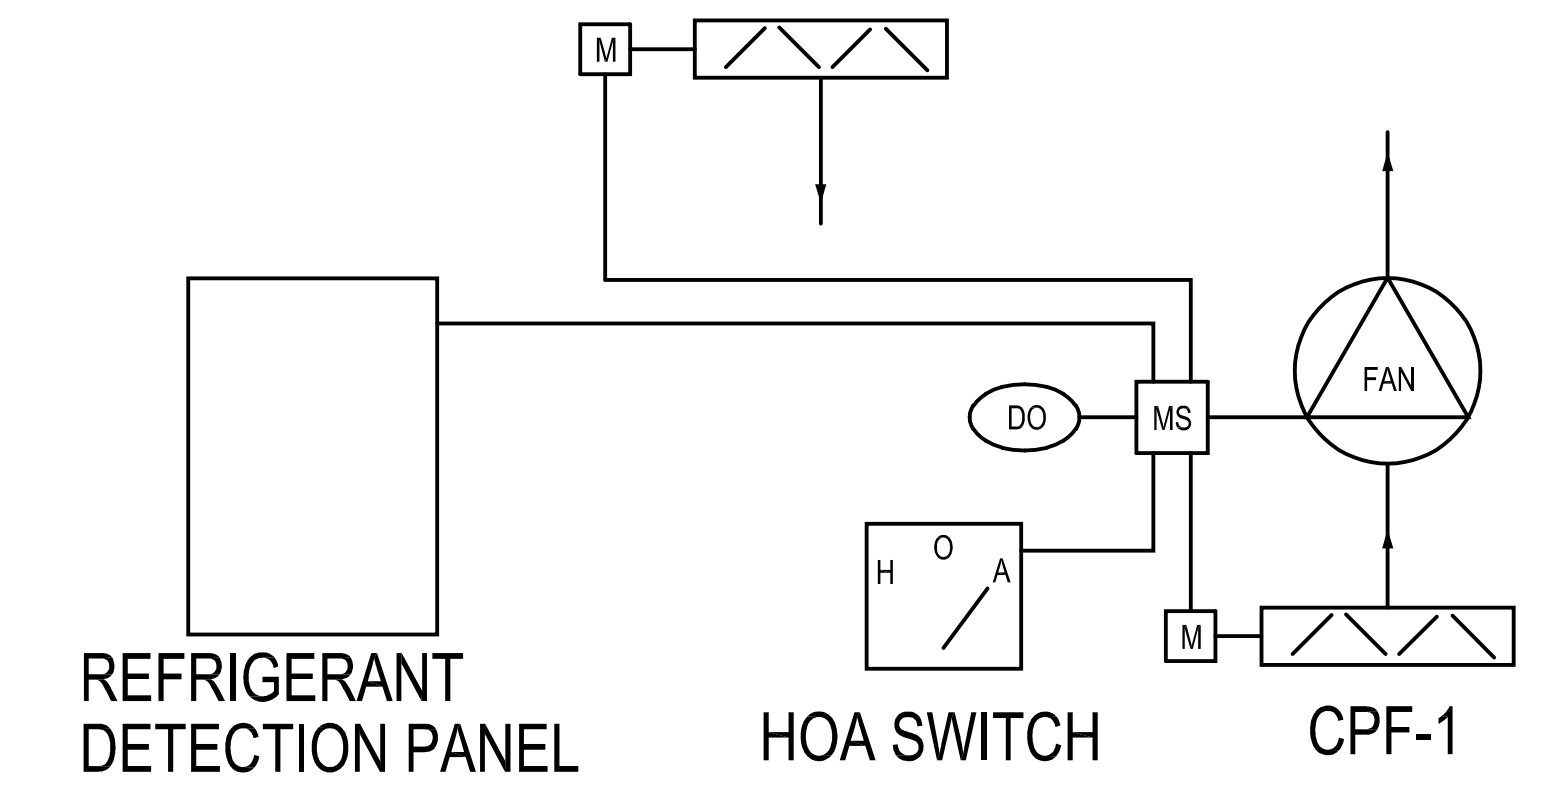 M
FAN
DO
MS
O
H
A
M
REFRIGERANT
DETECTION PANEL
HOA SWITCH
CPF-1